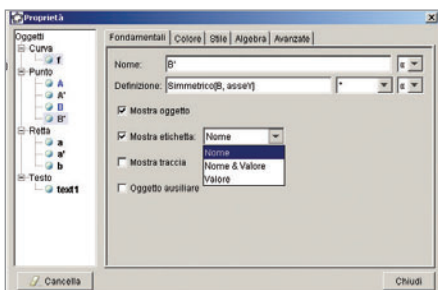 Proprietà
Oggetti
Curva
f
Punto
A
A'
B
B'
Retta
a
a'
b
Testo
text1
Fondamentali Colore Stile Algebra Avanzate
Nome: B' α
Definizione: Simmetrico[B, asseY] ° α
Mostra oggetto
Mostra etichetta: Nome
Nome
Nome & Valore
Valore
Mostra traccia
Oggetto ausiliare
Cancella
Chiudi